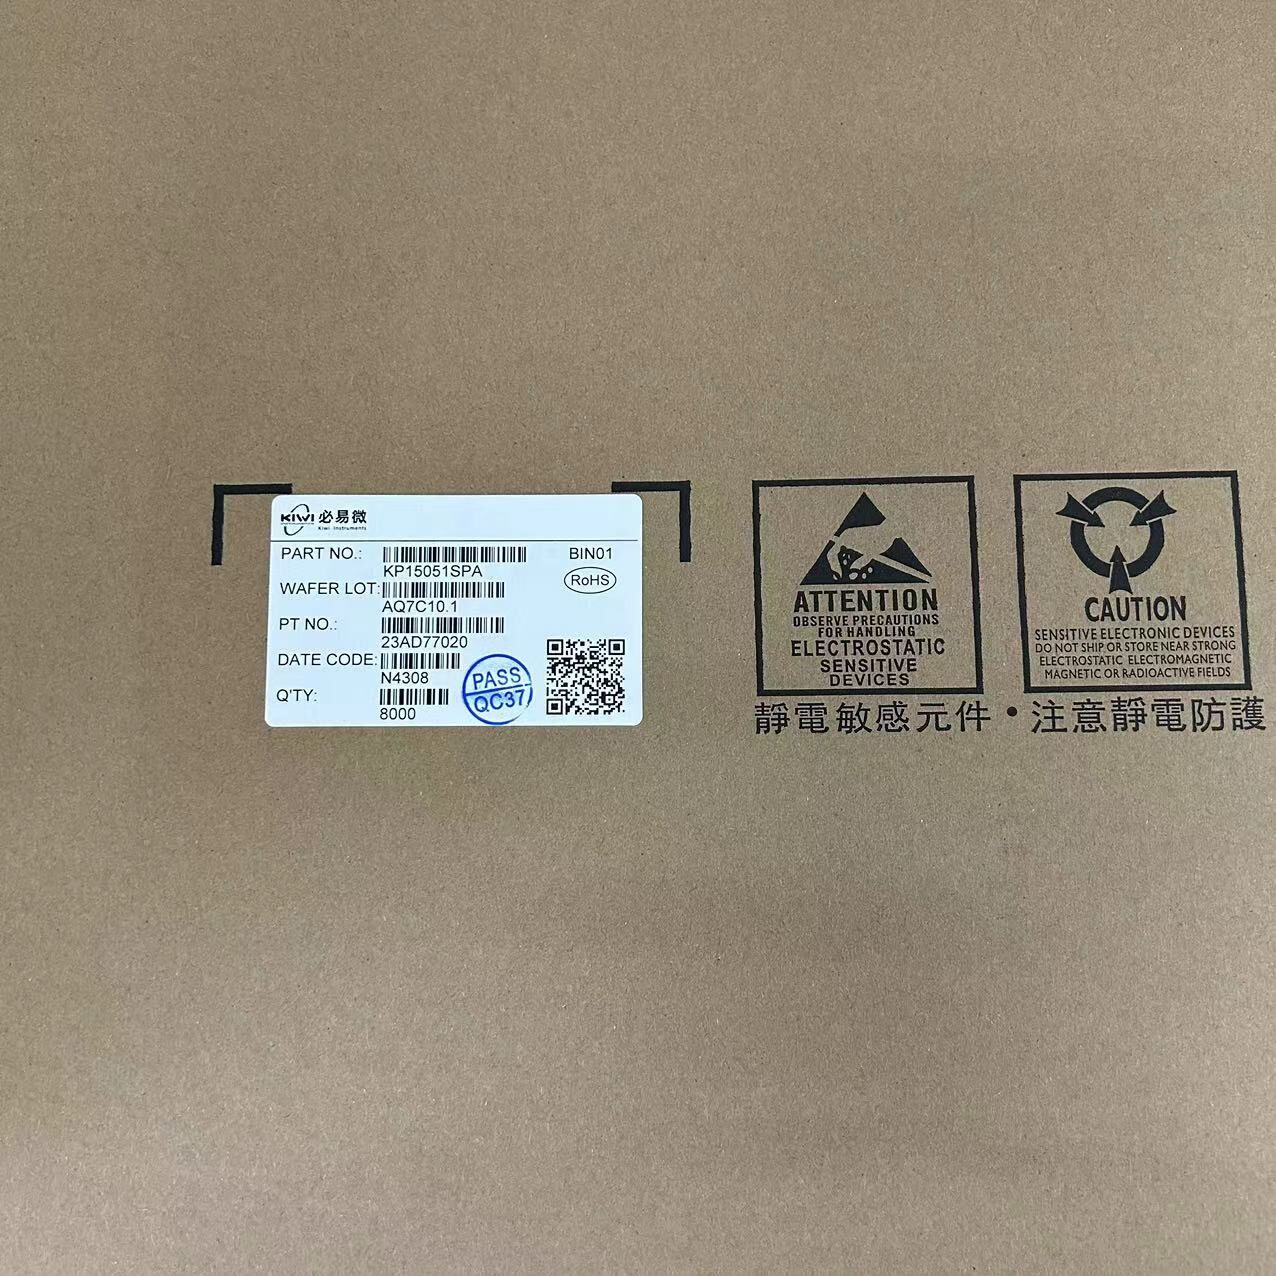 KIWI 必易微
Kiwi Instruments
PART NO.:
KP15051SPA
BIN01
RoHS
WAFER LOT:
AQ7C10.1
PT NO.:
23AD77020
DATE CODE:
N4308
Q'TY:
8000
PASS
QC37
ATTENTION
OBSERVE PRECAUTIONS
FOR HANDLING
ELECTROSTATIC
SENSITIVE
DEVICES
CAUTION
SENSITIVE ELECTRONIC DEVICES
DO NOT SHIP OR STORE NEAR STRONG
ELECTROSTATIC ELECTROMAGNETIC
MAGNETIC OR RADIOACTIVE FIELDS
靜電敏感元件・注意靜電防護